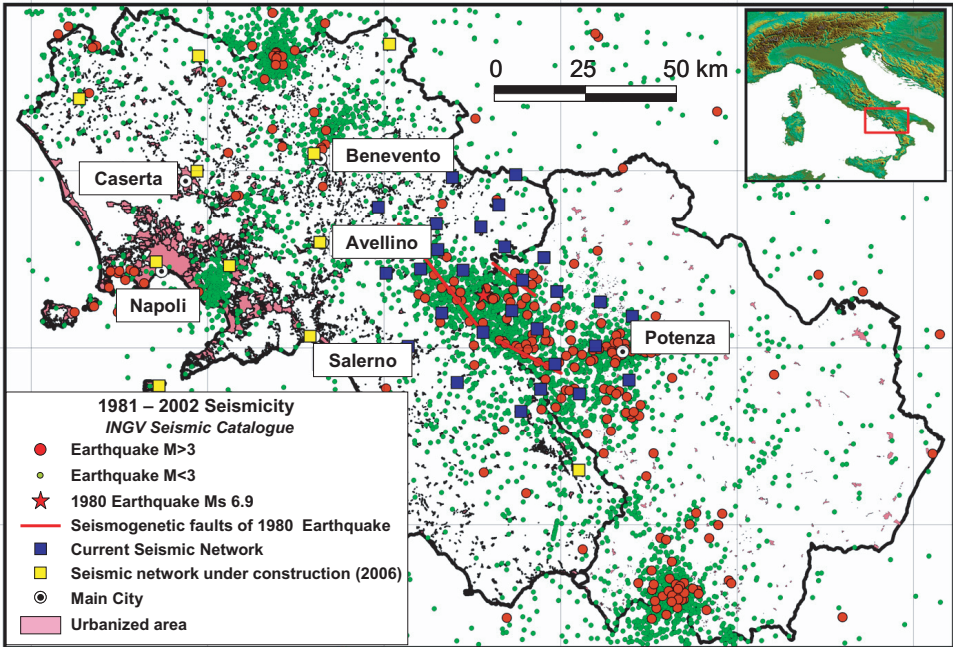 0 25 50 km
Benevento
Caserta
Avellino
Napoli
Potenza
Salerno
1981 – 2002 Seismicity
INGV Seismic Catalogue
Earthquake M>3
Earthquake M<3
1980 Earthquake Ms 6.9
Seismogenetic faults of 1980 Earthquake
Current Seismic Network
Seismic network under construction (2006)
Main City
Urbanized area